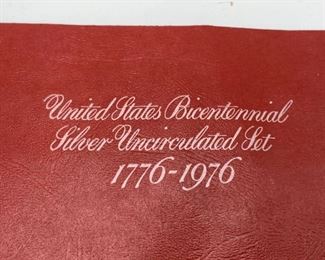 United States Bicentennial
Silver Uncirculated Set
1776-1976